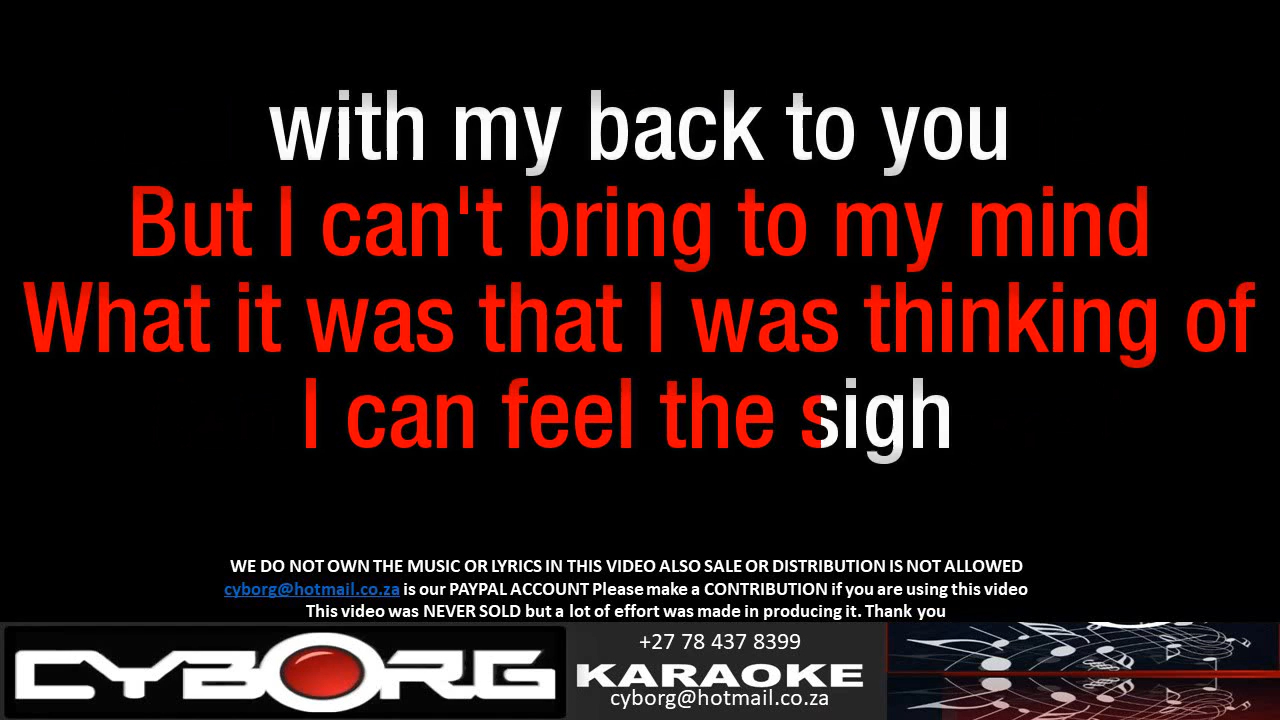 with my back to you
But I can't bring to my mind
What it was that I was thinking of
I can feel the sigh
WE DO NOT OWN THE MUSIC OR LYRICS IN THIS VIDEO ALSO SALE OR DISTRIBUTION IS NOT ALLOWED
cyborg@hotmail.co.za is our PAYPAL ACCOUNT Please make a CONTRIBUTION if you are using this video
This video was NEVER SOLD but a lot of effort was made in producing it. Thank you
CYBORG
+27 78 437 8399
KARAOKE
cyborg@hotmail.co.za